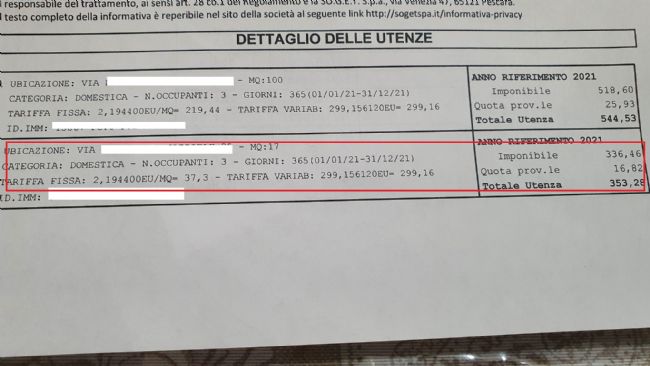 l responsabile del trattamento, ai sensi art. 28 co.1 del Regolamento è la SO.G.E.T. S.p.a., via Venezia 47, 65121 Pescara.
l testo completo della informativa è reperibile nel sito della società al seguente link http://sogetspa.it/informativa-privacy
DETTAGLIO DELLE UTENZE
UBICAZIONE: VIA - MQ:100
CATEGORIA: DOMESTICA - N.OCCUPANTI: 3 - GIORNI: 365(01/01/21-31/12/21)
TARIFFA FISSA: 2,194400EU/MQ= 219,44 - TARIFFA VARIAB: 299,156120EU= 299,16
ID.IMM:
ANNO RIFERIMENTO 2021
Imponibile 518,60
Quota prov.le 25,93
Totale Utenza 544,53
UBICAZIONE: VIA - MQ:17
CATEGORIA: DOMESTICA - N.OCCUPANTI: 3 - GIORNI: 365(01/01/21-31/12/21)
TARIFFA FISSA: 2,194400EU/MQ= 37,3 - TARIFFA VARIAB: 299,156120EU= 299,16
ID.IMM:
ANNO RIFERIMENTO 2021
Imponibile 336,46
Quota prov.le 16,82
Totale Utenza 353,28